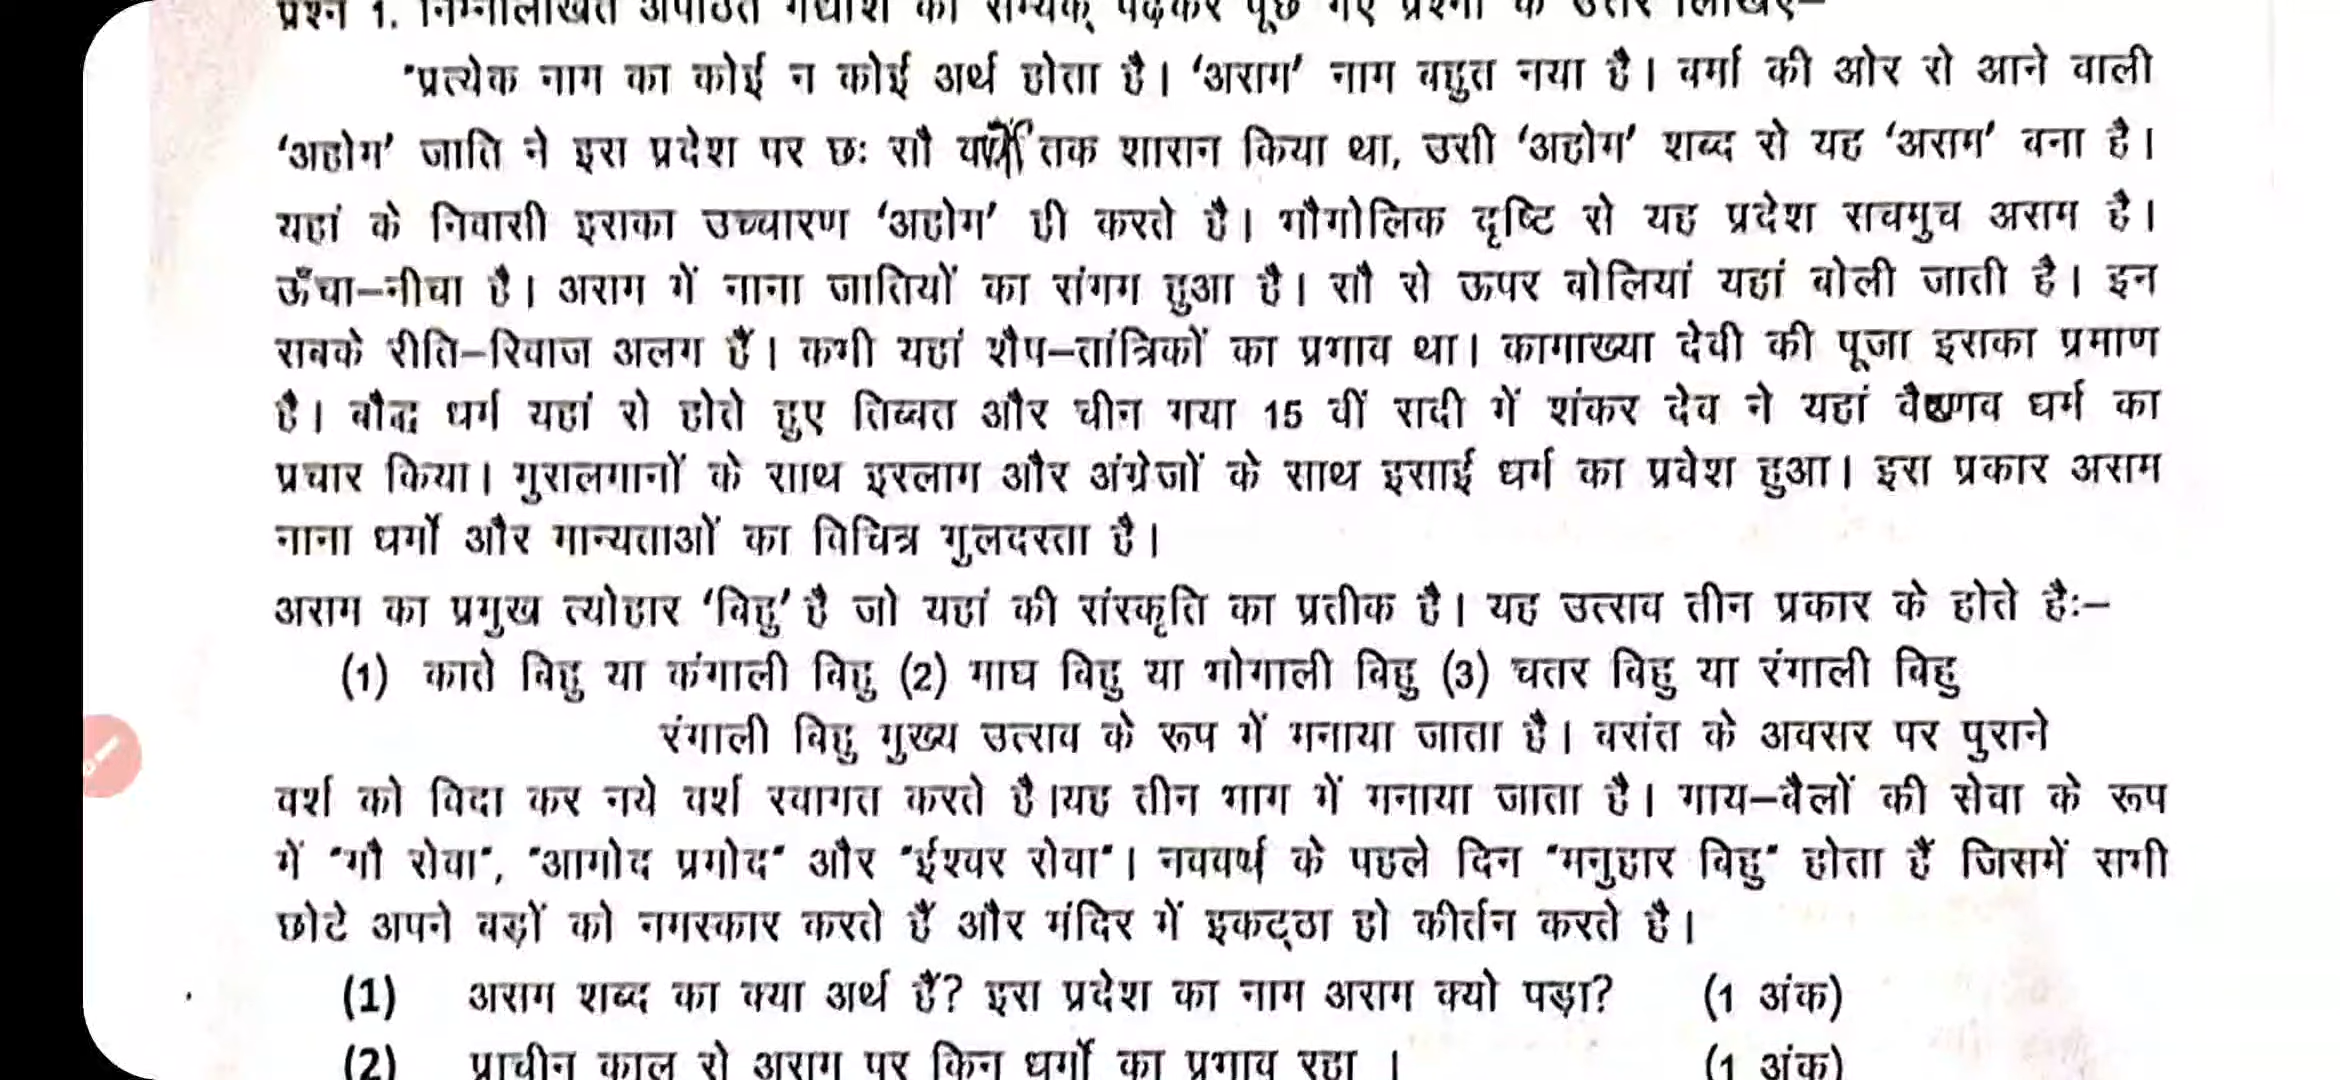 प्रश्न 1. निम्नलिखित अपठित गद्यांश को सम्यक् पढ़कर पूछे गए प्रश्नों के उत्तर लिखिए–
"प्रत्येक नाम का कोई न कोई अर्थ होता है। 'असम' नाम बहुत नया है। बर्मा की ओर से आने वाली
'अहोम' जाति ने इस प्रदेश पर छः सौ वर्षों तक शासन किया था, उसी 'अहोम' शब्द से यह 'असम' बना है।
यहां के निवासी इसका उच्चारण 'अहोम' ही करते है। भौगोलिक दृष्टि से यह प्रदेश सचमुच असम है।
ऊँचा–नीचा है। असम में नाना जातियों का संगम हुआ है। सौ से ऊपर बोलियां यहां बोली जाती है। इन
सबके रीति–रिवाज अलग हैं। कभी यहां शैप–तांत्रिकों का प्रभाव था। कामाख्या देवी की पूजा इसका प्रमाण
है। बौद्ध धर्म यहां से होते हुए तिब्बत और चीन गया 15 वीं सदी में शंकर देव ने यहां वैष्णव धर्म का
प्रचार किया। मुसलमानों के साथ इस्लाम और अंग्रेजों के साथ इसाई धर्म का प्रवेश हुआ। इस प्रकार असम
नाना धर्मों और मान्यताओं का विचित्र गुलदस्ता है।
असम का प्रमुख त्योहार 'बिहु' है जो यहां की संस्कृति का प्रतीक है। यह उत्सव तीन प्रकार के होते है:–
(1) काते बिहु या कंगाली बिहु (2) माघ बिहु या भोगाली बिहु (3) चतर बिहु या रंगाली बिहु
रंगाली बिहु मुख्य उत्सव के रूप में मनाया जाता है। बसंत के अवसर पर पुराने
वर्श को विदा कर नये वर्श स्वागत करते है।यह तीन भाग में मनाया जाता है। गाय–बैलों की सेवा के रूप
में "गौ सेवा", "आमोद प्रमोद" और "ईश्वर सेवा"। नववर्ष के पहले दिन "मनुहार बिहु" होता हैं जिसमें सभी
छोटे अपने बड़ों को नमस्कार करते हैं और मंदिर में इकट्ठा हो कीर्तन करते है।
(1) असम शब्द का क्या अर्थ हैं? इस प्रदेश का नाम असम क्यो पड़ा? (1 अंक)
(2) प्राचीन काल से असम पर किन धर्मों का प्रभाव रहा । (1 अंक)